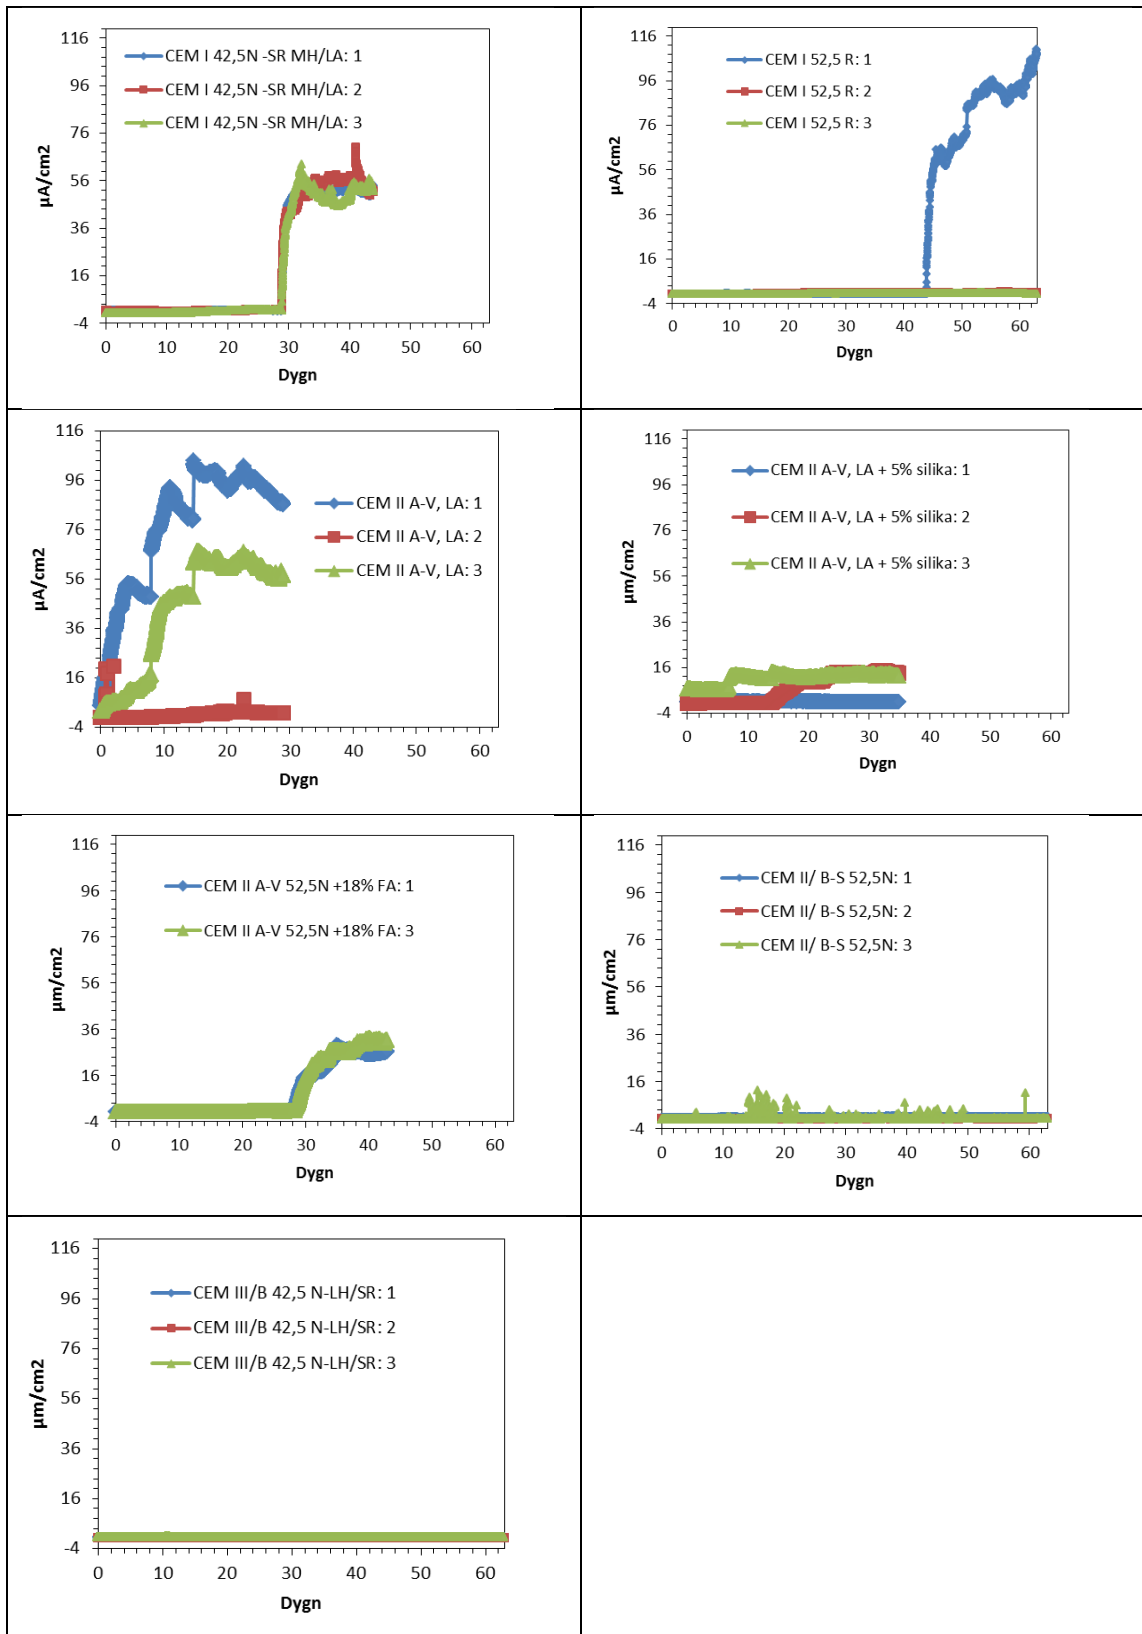 116
96
76
56
36
16
-4
µA/cm2
CEM I 42,5N -SR MH/LA: 1
CEM I 42,5N -SR MH/LA: 2
CEM I 42,5N -SR MH/LA: 3
0 10 20 30 40 50 60
Dygn
116
96
76
56
36
16
-4
µA/cm2
CEM I 52,5 R: 1
CEM I 52,5 R: 2
CEM I 52,5 R: 3
0 10 20 30 40 50 60
Dygn
116
96
76
56
36
16
-4
µA/cm2
CEM II A-V, LA: 1
CEM II A-V, LA: 2
CEM II A-V, LA: 3
0 10 20 30 40 50 60
Dygn
116
96
76
56
36
16
-4
µm/cm2
CEM II A-V, LA + 5% silika: 1
CEM II A-V, LA + 5% silika: 2
CEM II A-V, LA + 5% silika: 3
0 10 20 30 40 50 60
Dygn
116
96
76
56
36
16
-4
µm/cm2
CEM II A-V 52,5N +18% FA: 1
CEM II A-V 52,5N +18% FA: 3
0 10 20 30 40 50 60
Dygn
116
96
76
56
36
16
-4
µm/cm2
CEM II/ B-S 52,5N: 1
CEM II/ B-S 52,5N: 2
CEM II/ B-S 52,5N: 3
0 10 20 30 40 50 60
Dygn
116
96
76
56
36
16
-4
µm/cm2
CEM III/B 42,5 N-LH/SR: 1
CEM III/B 42,5 N-LH/SR: 2
CEM III/B 42,5 N-LH/SR: 3
0 10 20 30 40 50 60
Dygn